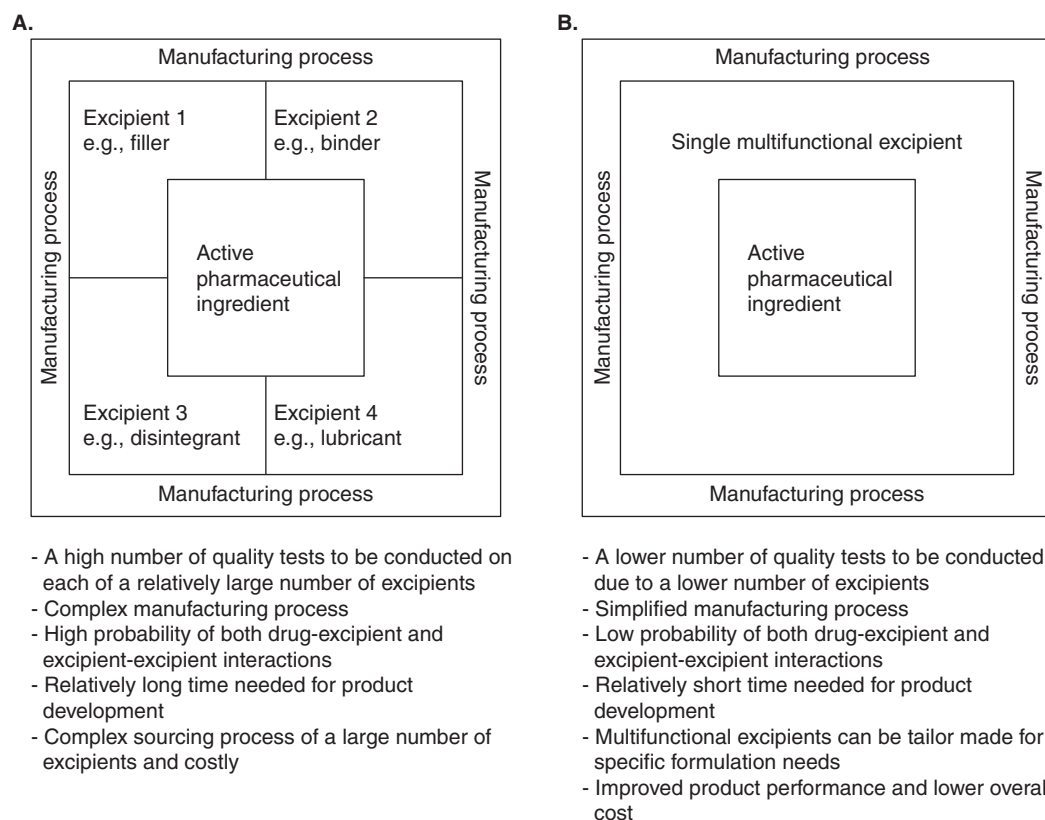 A.
Manufacturing process
Excipient 1
e.g., filler
Excipient 2
e.g., binder
Manufacturing process
Manufacturing process
Active
pharmaceutical
ingredient
Excipient 3
e.g., disintegrant
Excipient 4
e.g., lubricant
Manufacturing process
- A high number of quality tests to be conducted on
each of a relatively large number of excipients
- Complex manufacturing process
- High probability of both drug-excipient and
excipient-excipient interactions
- Relatively long time needed for product
development
- Complex sourcing process of a large number of
excipients and costly
B.
Manufacturing process
Single multifunctional excipient
Manufacturing process
Manufacturing process
Active
pharmaceutical
ingredient
Manufacturing process
- A lower number of quality tests to be conducted
due to a lower number of excipients
- Simplified manufacturing process
- Low probability of both drug-excipient and
excipient-excipient interactions
- Relatively short time needed for product
development
- Multifunctional excipients can be tailor made for
specific formulation needs
- Improved product performance and lower overal
cost